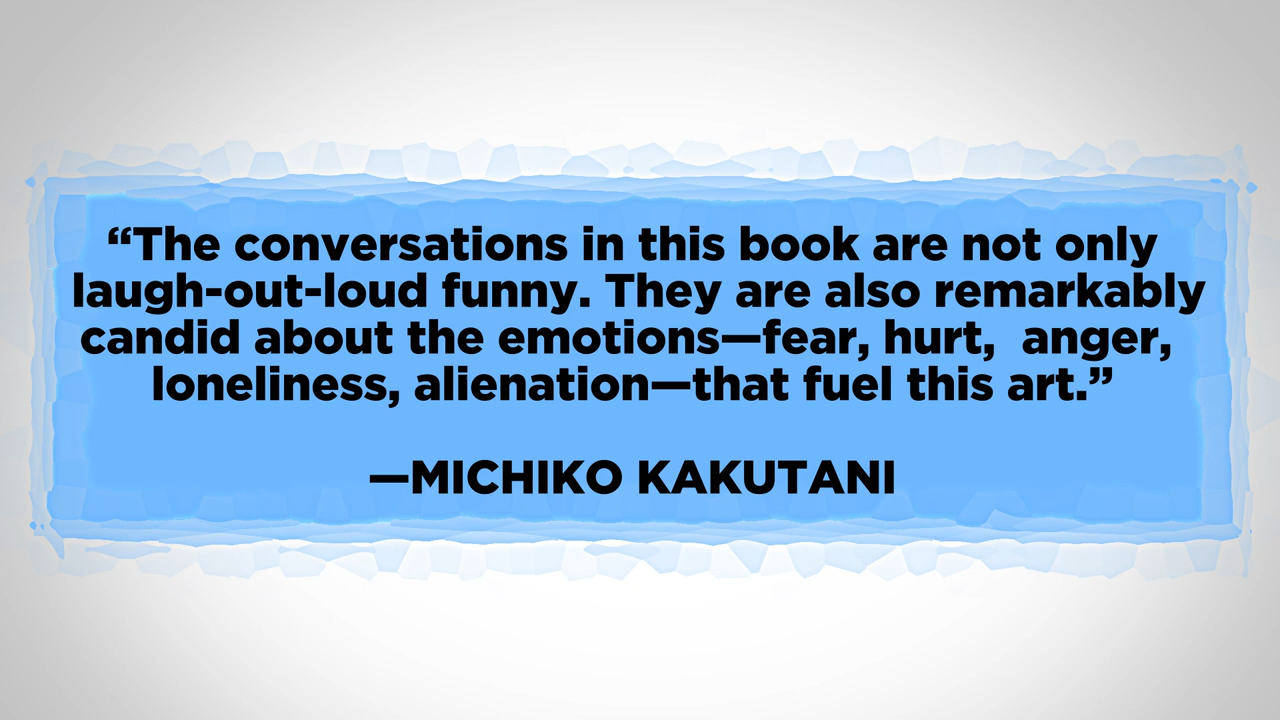 “The conversations in this book are not only
laugh-out-loud funny. They are also remarkably
candid about the emotions—fear, hurt,  anger,
loneliness, alienation—that fuel this art.”
—MICHIKO KAKUTANI